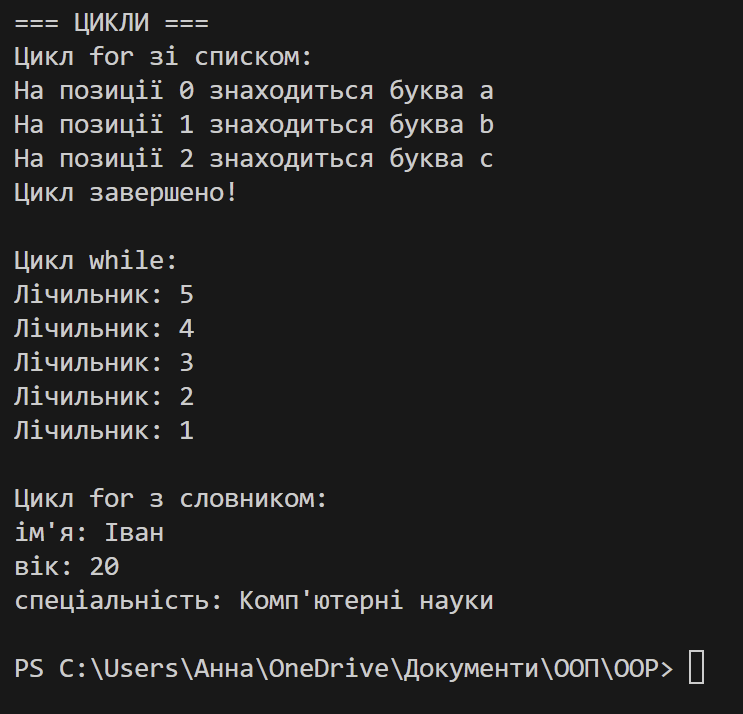 === ЦИКЛИ ===
Цикл for зі списком:
На позиції 0 знаходиться буква a
На позиції 1 знаходиться буква b
На позиції 2 знаходиться буква c
Цикл завершено!
Цикл while:
Лічильник: 5
Лічильник: 4
Лічильник: 3
Лічильник: 2
Лічильник: 1
Цикл for з словником:
ім'я: Іван
вік: 20
спеціальність: Комп'ютерні науки
PS C:\Users\Анна\OneDrive\Документи\ООП\OOP>